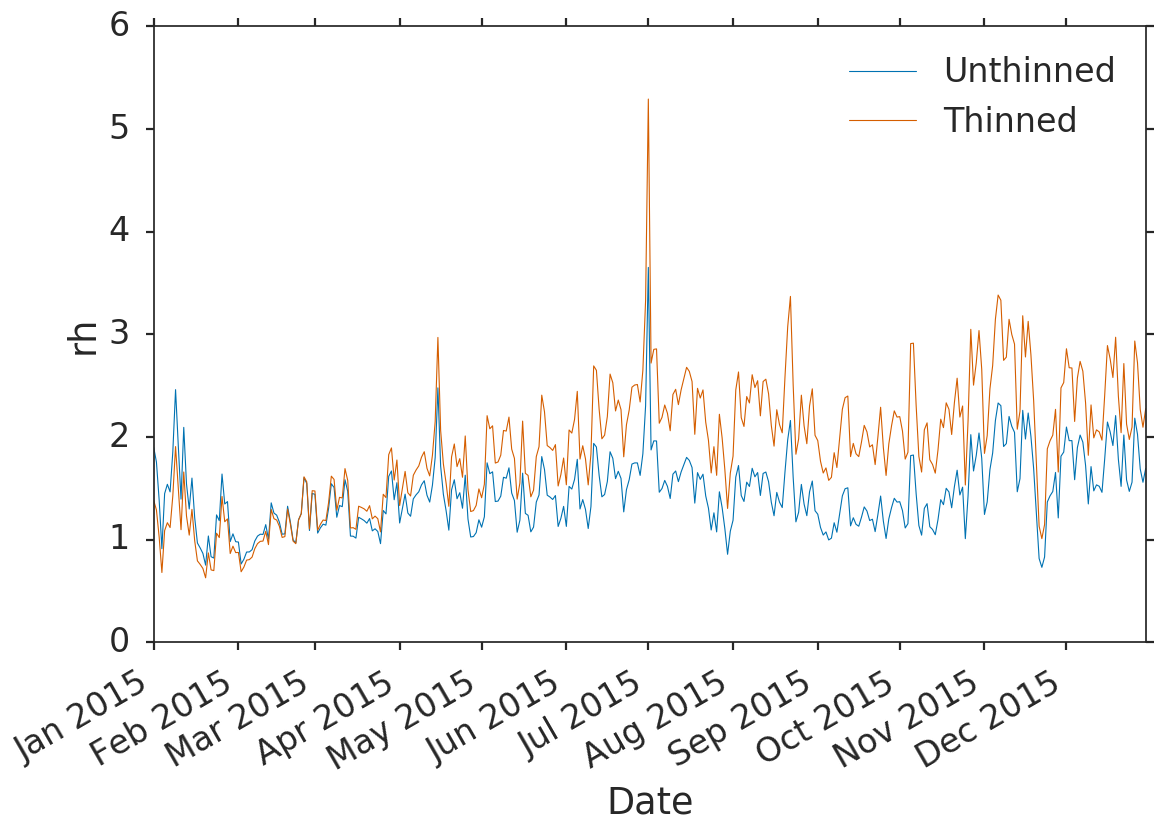 6
5
4
3
2
1
0
rh
Unthinned
Thinned
Jan 2015
Feb 2015
Mar 2015
Apr 2015
May 2015
Jun 2015
Jul 2015
Aug 2015
Sep 2015
Oct 2015
Nov 2015
Dec 2015
Date